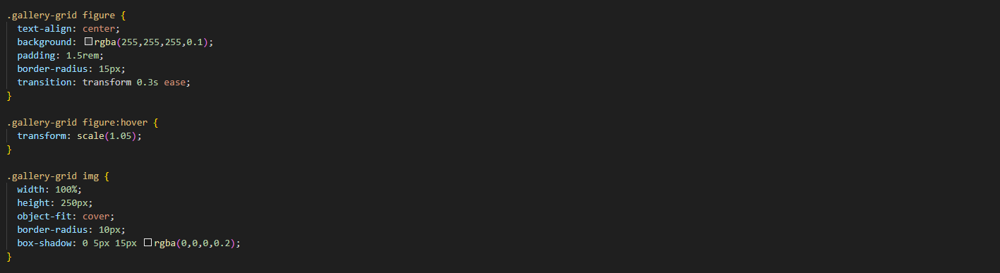 .gallery-grid figure {
  text-align: center;
  background: rgba(255,255,255,0.1);
  padding: 1.5rem;
  border-radius: 15px;
  transition: transform 0.3s ease;
}

.gallery-grid figure:hover {
  transform: scale(1.05);
}

.gallery-grid img {
  width: 100%;
  height: 250px;
  object-fit: cover;
  border-radius: 10px;
  box-shadow: 0 5px 15px rgba(0,0,0,0.2);
}